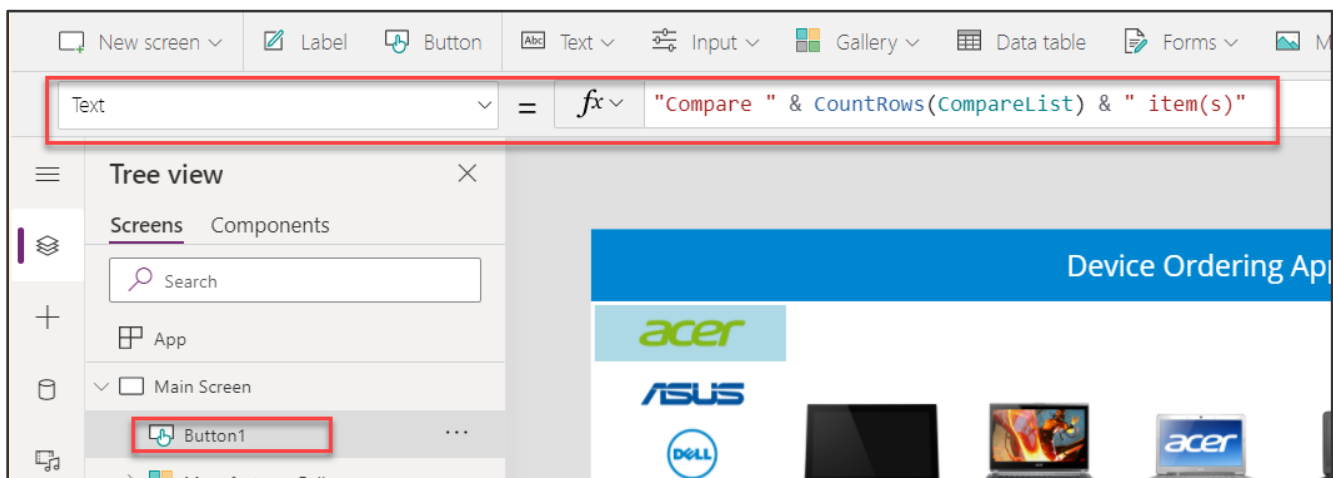 New screen Label Button Abc Text Input Gallery Data table Forms M
Text = fx "Compare " & CountRows(CompareList) & " item(s)"
Tree view
Screens Components
Search
App
Main Screen
Button1 ...
Device Ordering App
acer
ASUS
DELL
acer